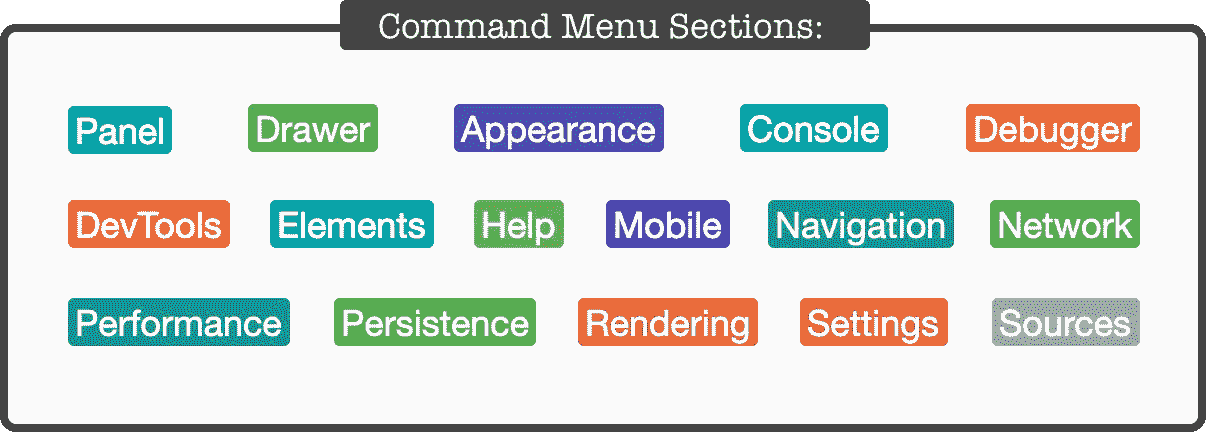 Command Menu Sections:
Panel Drawer Appearance Console Debugger
DevTools Elements Help Mobile Navigation Network
Performance Persistence Rendering Settings Sources